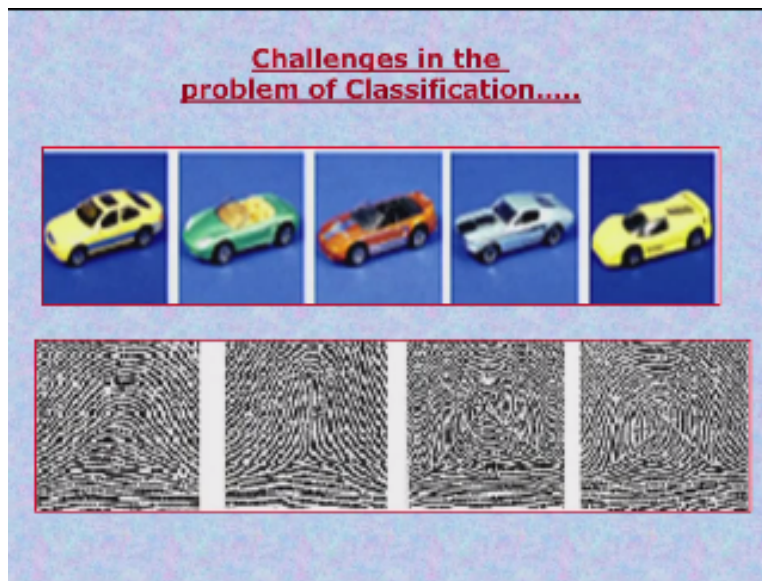 Challenges in the
problem of Classification.....